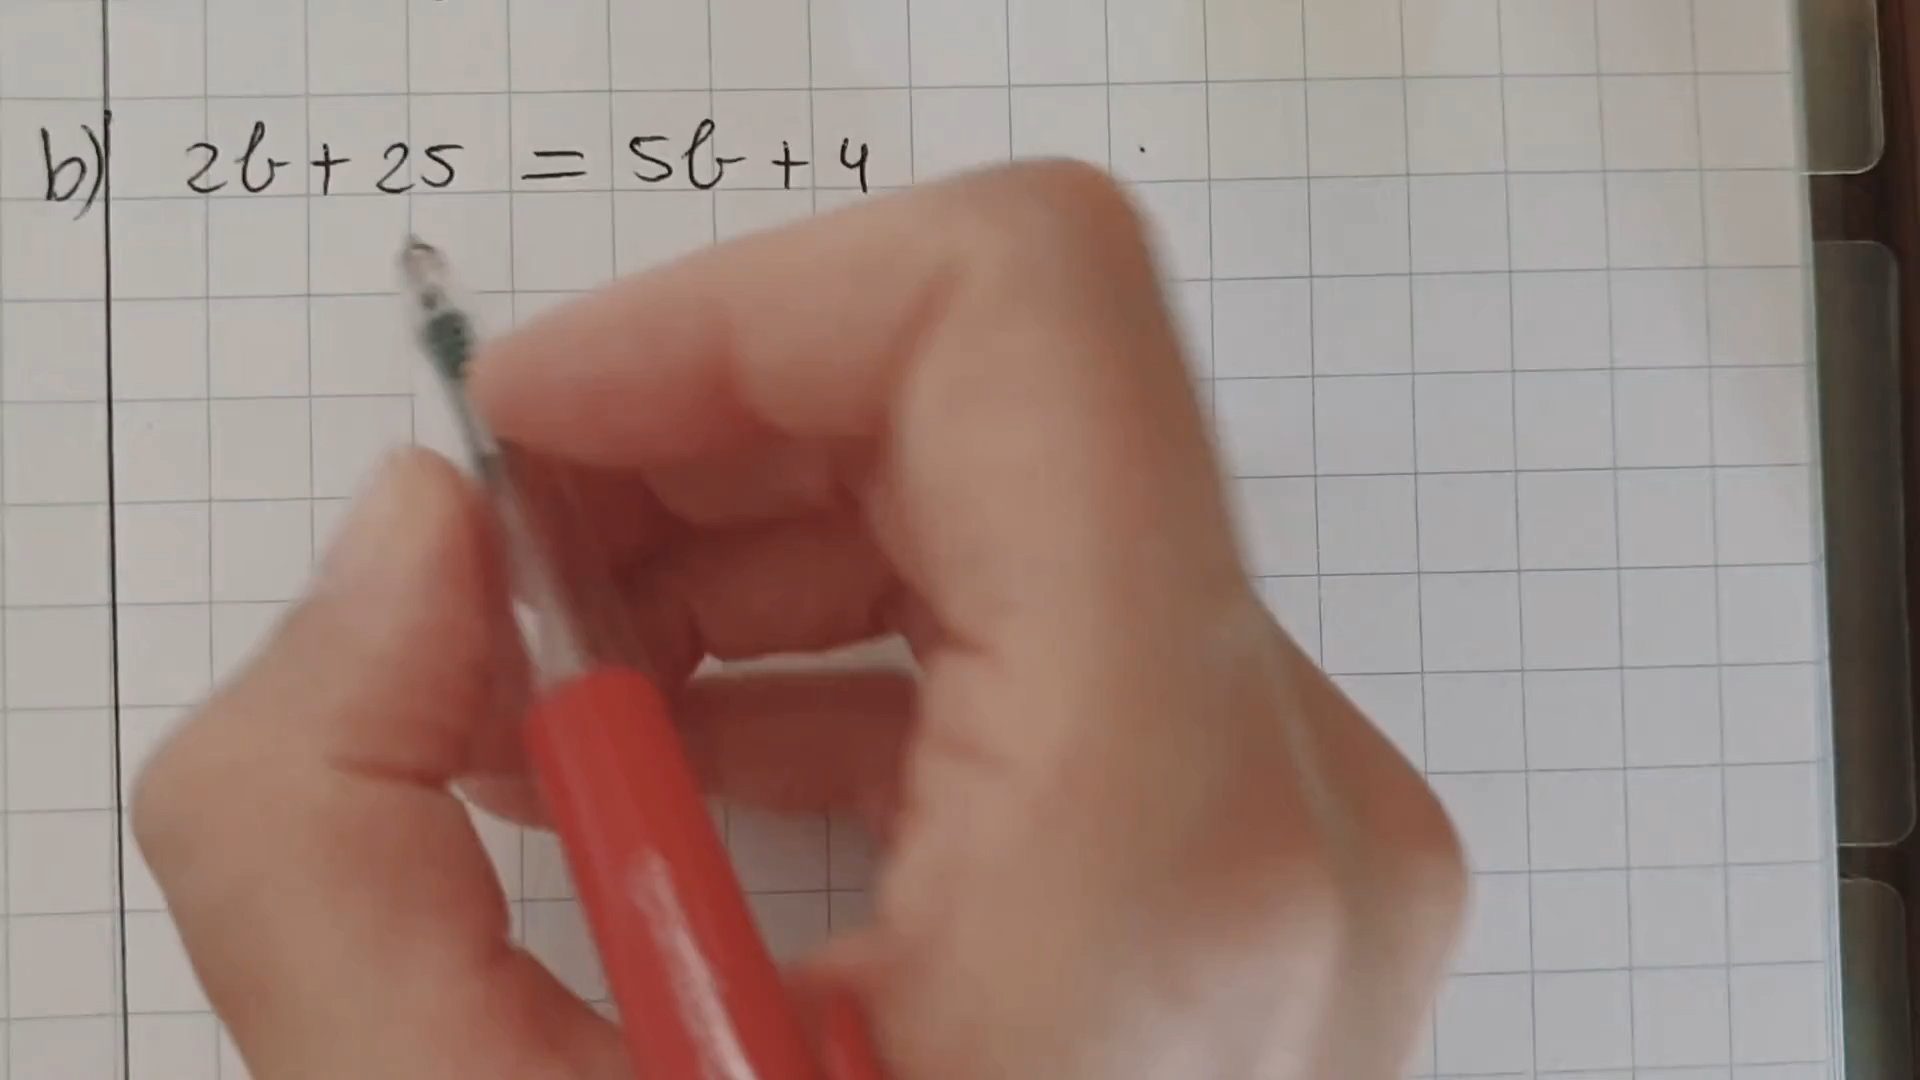 b) 2b + 25 = 5b + 4